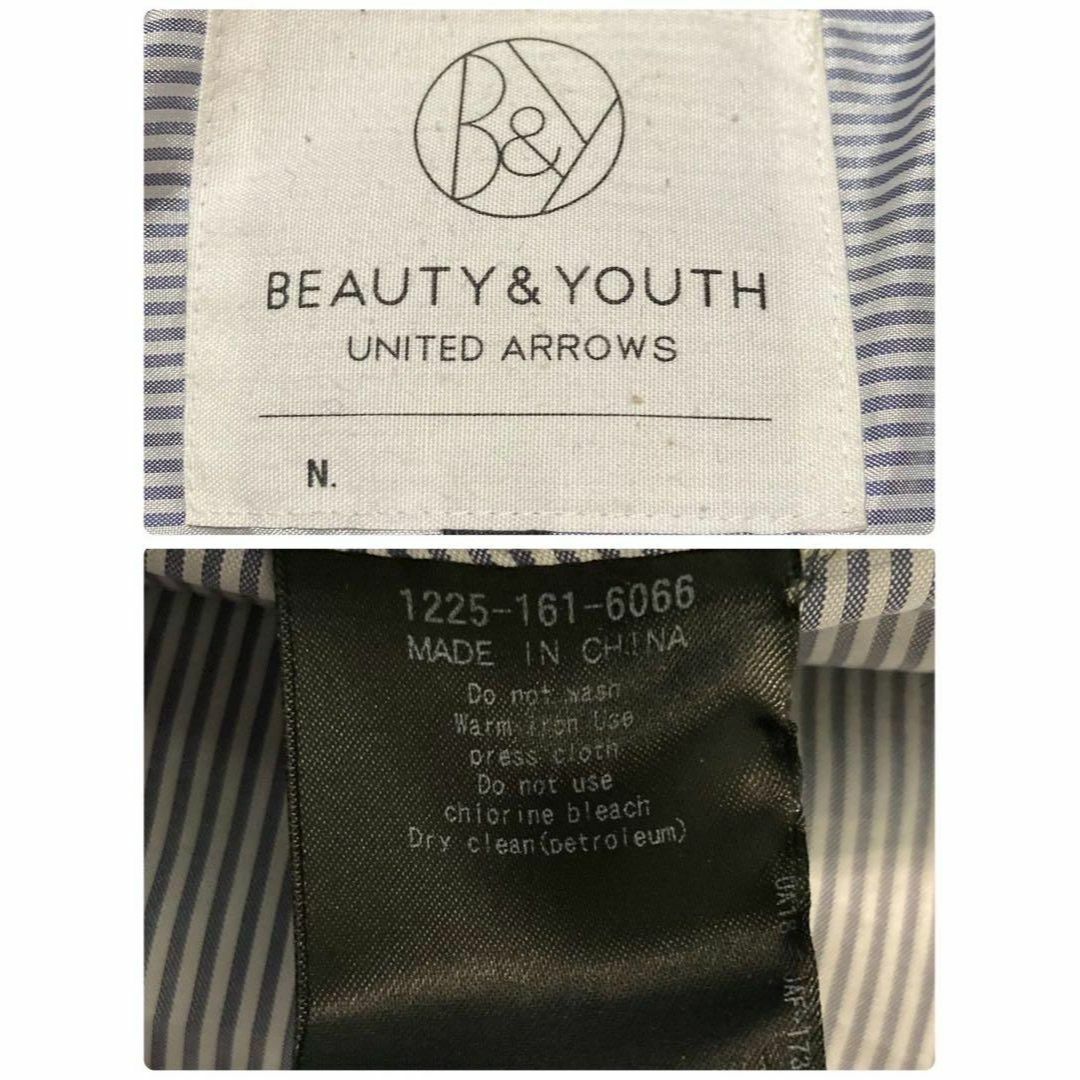 B&Y
BEAUTY & YOUTH
UNITED ARROWS
N.
1225-161-6066
MADE IN CHINA
Do not wash
Warm Iron Use
press cloth
Do not use
chlorine bleach
Dry clean(petroleum)